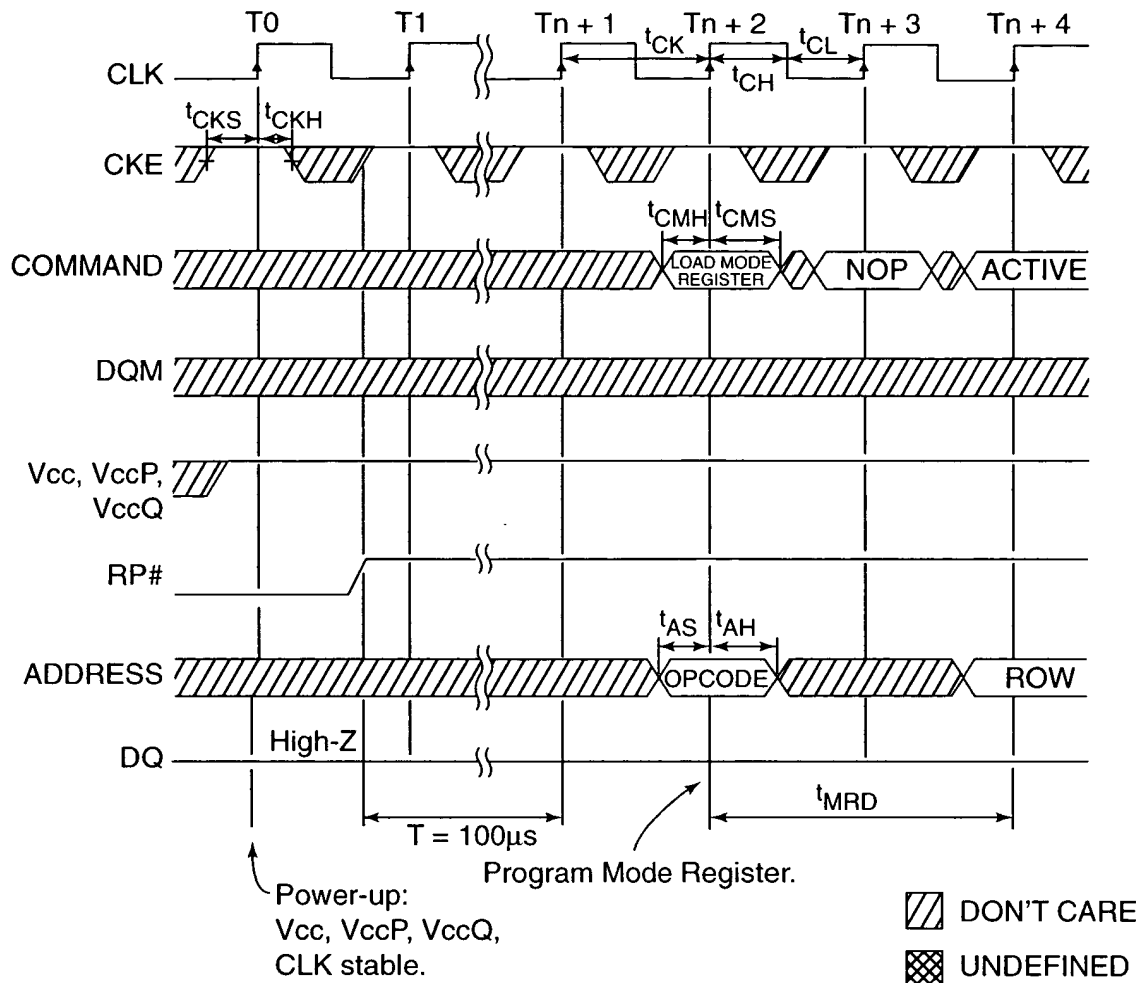 T0 T1 Tn + 1 Tn + 2 Tn + 3 Tn + 4
tCK tCL
CLK
tCH
tCKS tCKH
CKE
tCMH tCMS
COMMAND LOAD MODE REGISTER NOP ACTIVE
DQM
Vcc, VccP,
VccQ
RP#
tAS tAH
ADDRESS OPCODE ROW
High-Z
DQ
tMRD
T = 100µs
Program Mode Register.
Power-up:
Vcc, VccP, VccQ,
CLK stable.
DON'T CARE
UNDEFINED